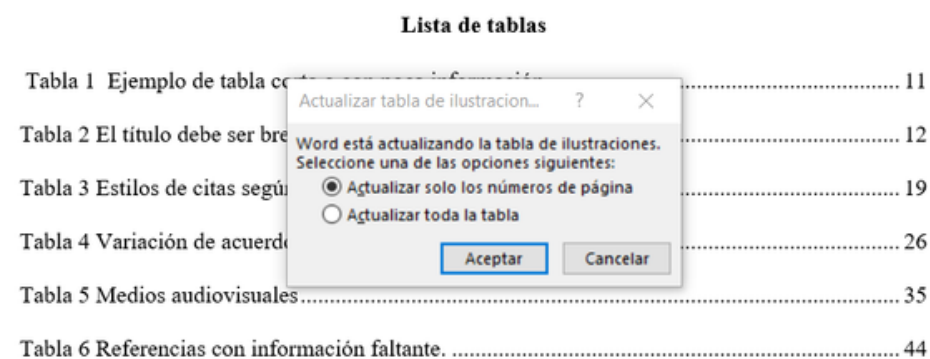 Lista de tablas
Tabla 1 Ejemplo de tabla 11
Actualizar tabla de ilustracion... ?
Tabla 2 El título debe ser bre 12
Word está actualizando la tabla de ilustraciones.
Seleccione una de las opciones siguientes:
Tabla 3 Estilos de citas segú 19
Actualizar solo los números de página
Actualizar toda la tabla
Tabla 4 Variación de acuerd 26
Aceptar Cancelar
Tabla 5 Medios audiovisuales 35
Tabla 6 Referencias con información faltante. 44